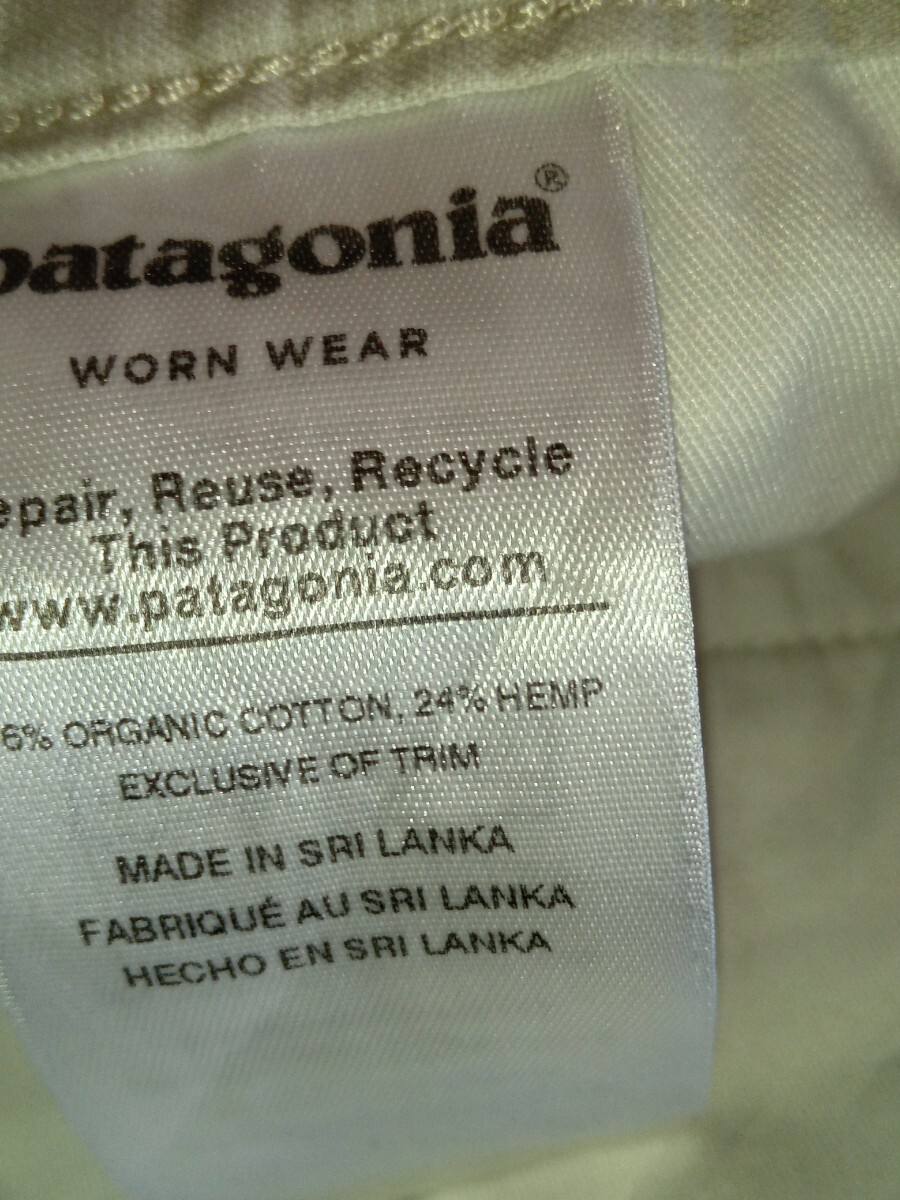 patagonia®
WORN WEAR
epair, Reuse, Recycle
This Product
www.patagonia.com
6% ORGANIC COTTON, 24% HEMP
EXCLUSIVE OF TRIM
MADE IN SRI LANKA
FABRIQUÉ AU SRI LANKA
HECHO EN SRI LANKA